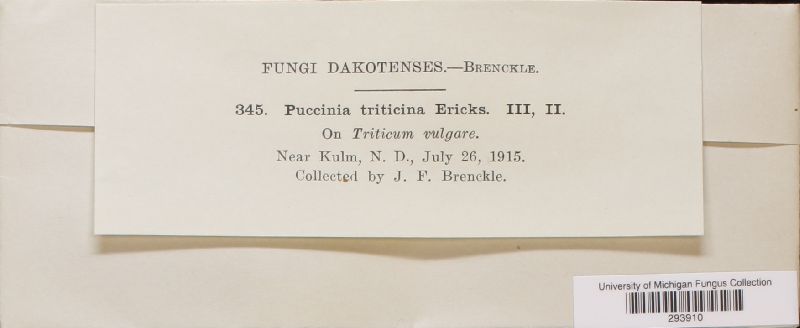 FUNGI DAKOTENSES.—BRENCKLE.
345. Puccinia triticina Ericks. III, II.
On Triticum vulgare.
Near Kulm, N. D., July 26, 1915.
Collected by J. F. Brenckle.
University of Michigan Fungus Collection
293910